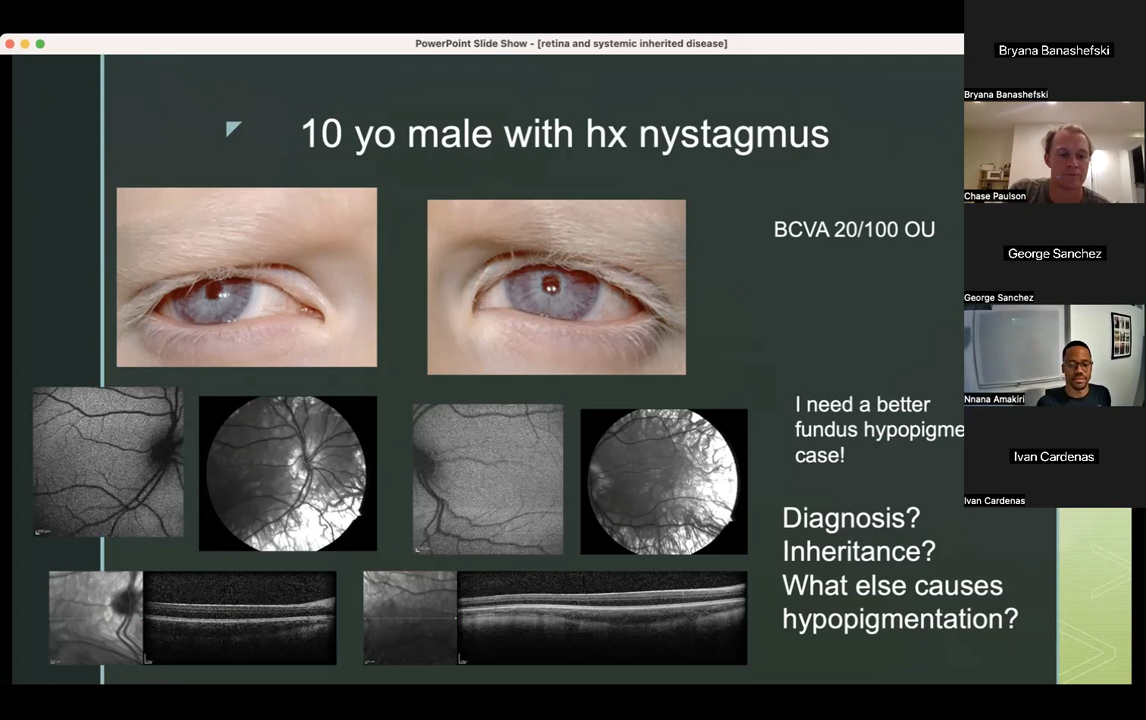 PowerPoint Slide Show - [retina and systemic inherited disease]
10 yo male with hx nystagmus
BCVA 20/100 OU
I need a better
fundus hypopigme
case!
Diagnosis?
Inheritance?
What else causes
hypopigmentation?
Bryana Banashefski
Bryana Banashefski
Chase Paulson
George Sanchez
George Sanchez
Nnana Amakiri
Ivan Cardenas
Ivan Cardenas